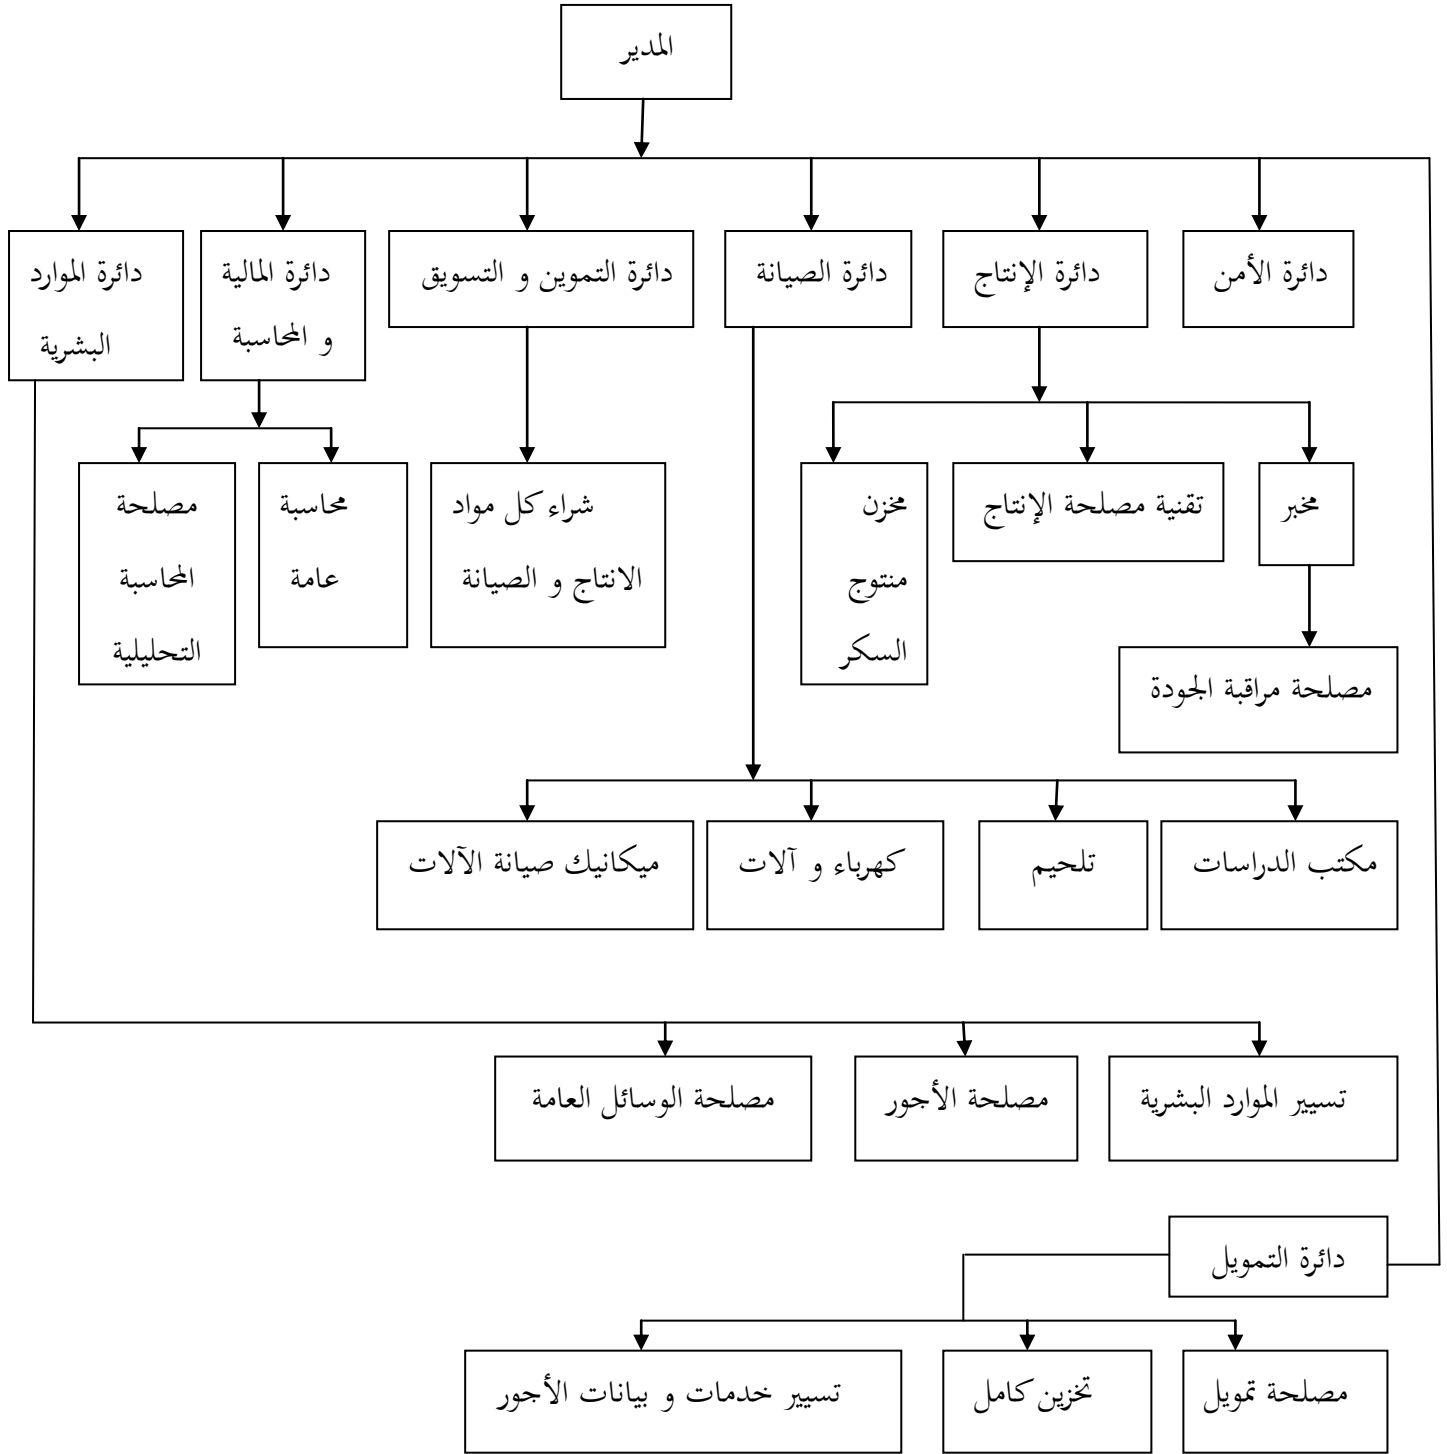 المدير
دائرة الأمن
دائرة الإنتاج
دائرة الصيانة
دائرة التموين و التسويق
دائرة المالية
و المحاسبة
دائرة الموارد
البشرية
مخبر
تقنية مصلحة الإنتاج
مخزن
منتوج
السكر
شراء كل مواد
الانتاج و الصيانة
محاسبة
عامة
مصلحة
المحاسبة
التحليلية
مصلحة مراقبة الجودة
مكتب الدراسات
تلحيم
كهرباء و آلات
ميكانيك صيانة الآلات
تسيير الموارد البشرية
مصلحة الأجور
مصلحة الوسائل العامة
دائرة التمويل
مصلحة تمويل
تخزين كامل
تسيير خدمات و بيانات الأجور